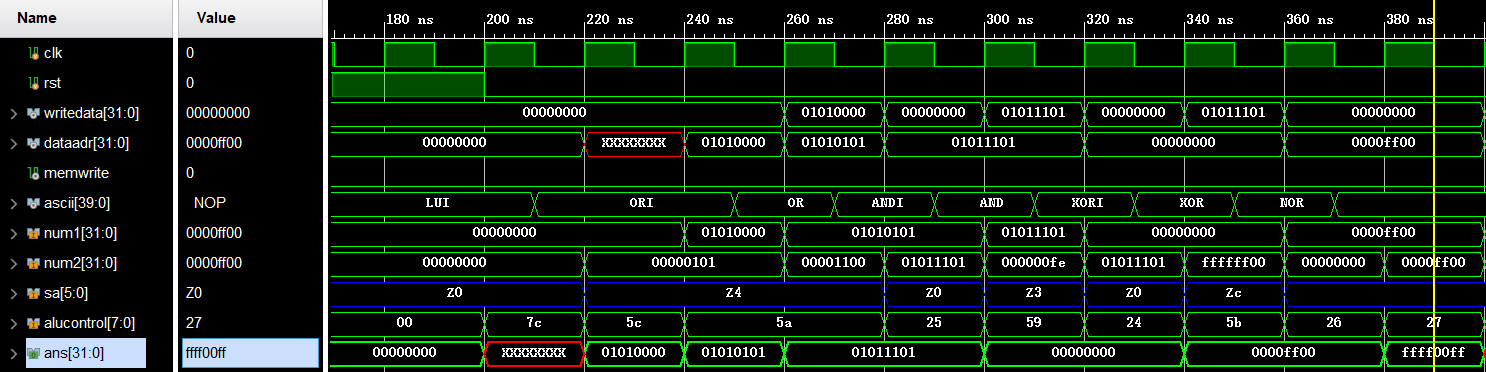 Name Value 180 ns 200 ns 220 ns 240 ns 260 ns 280 ns 300 ns 320 ns 340 ns 360 ns 380 ns
clk 0
rst 0
writedata[31:0] 00000000 00000000 01010000 00000000 01011101 00000000 01011101 00000000
dataadr[31:0] 0000ff00 00000000 XXXXXXXX 01010000 01010101 01011101 00000000 0000ff00
memwrite 0
ascii[39:0] NOP LUI ORI OR ANDI AND XORI XOR NOR
num1[31:0] 0000ff00 00000000 01010000 01010101 01011101 00000000 0000ff00
num2[31:0] 0000ff00 00000000 00000101 00001100 01011101 000000fe 01011101 ffffff00 00000000 0000ff00
sa[5:0] Z0 Z0 Z4 Z0 Z3 Z0 Zc
alucontrol[7:0] 27 00 7c 5c 5a 25 59 24 5b 26 27
ans[31:0] ffff00ff 00000000 XXXXXXXX 01010000 01010101 01011101 00000000 0000ff00 ffff00ff